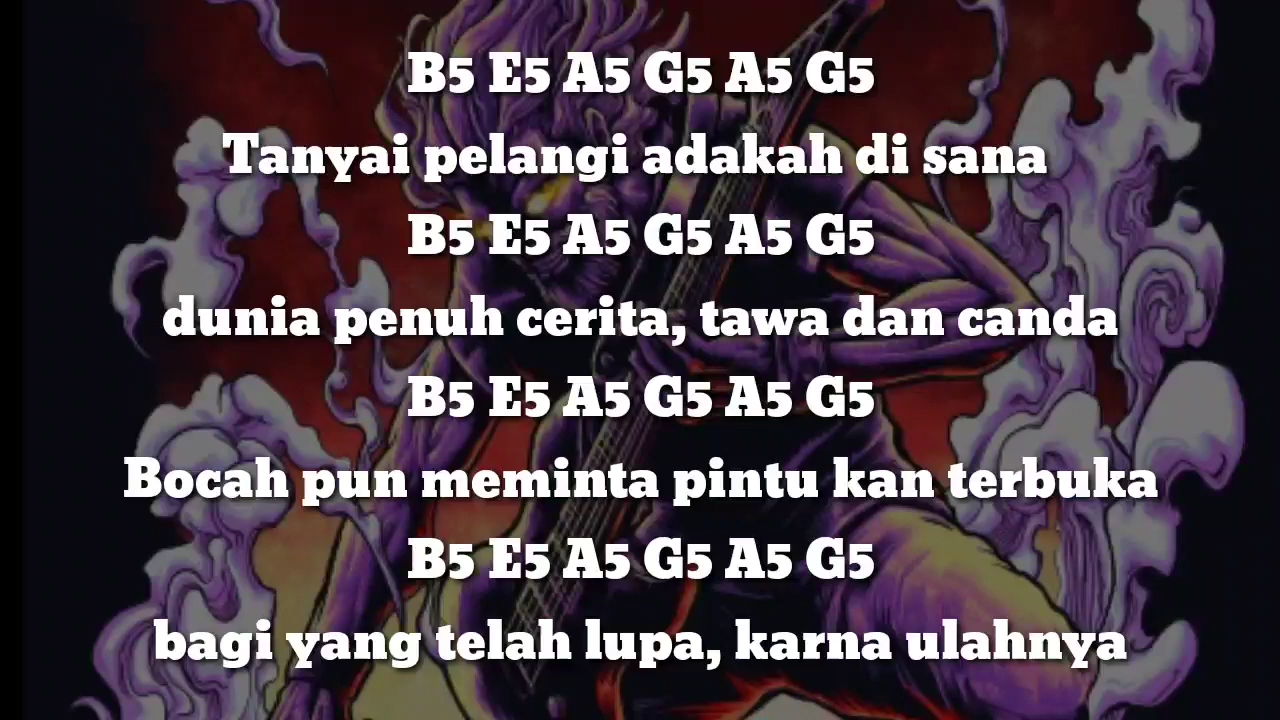 B5 E5 A5 G5 A5 G5
Tanyai pelangi adakah di sana
B5 E5 A5 G5 A5 G5
dunia penuh cerita, tawa dan canda
B5 E5 A5 G5 A5 G5
Bocah pun meminta pintu kan terbuka
B5 E5 A5 G5 A5 G5
bagi yang telah lupa, karna ulahnya